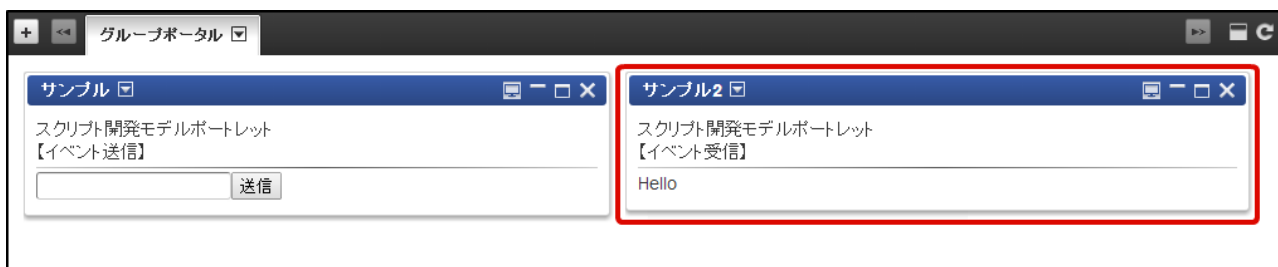 グループポータル
サンプル
スクリプト開発モデルポートレット
【イベント送信】
送信
サンプル2
スクリプト開発モデルポートレット
【イベント受信】
Hello